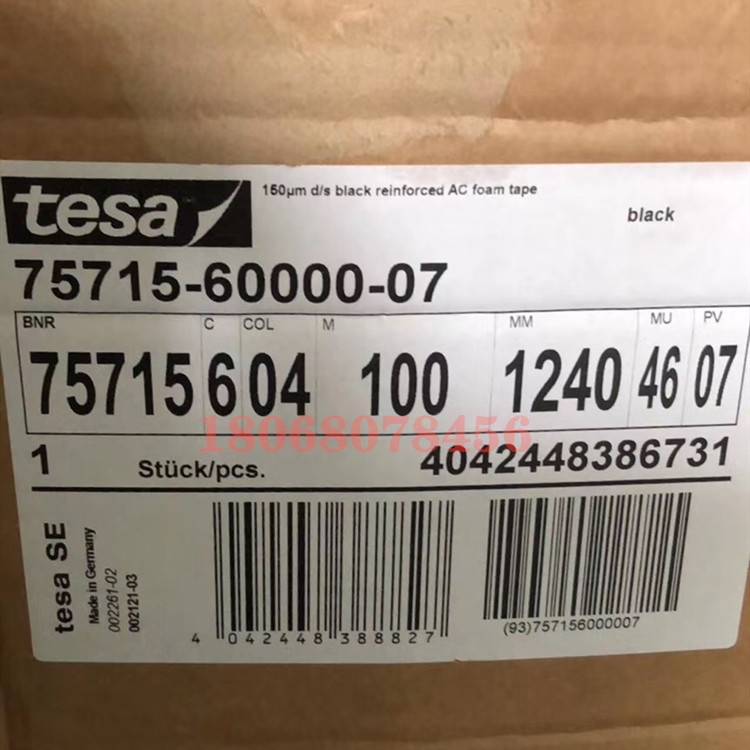 tesa
150µm d/s black reinforced AC foam tape
black
75715-60000-07
BNR C COL M MM MU PV
75715 6 04 100 1240 46 07
18068078456
1 Stück/pcs. 4042448386731
tesa SE
Made in Germany
002261-02
002121-03
4 042448 388827
(93)757156000007